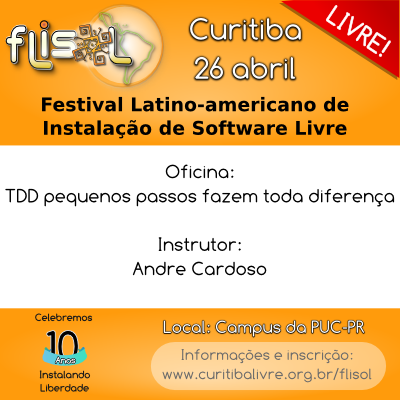 flisol
Curitiba
26 abril
LIVRE!
Festival Latino-americano de
Instalação de Software Livre
Oficina:
TDD pequenos passos fazem toda diferença
Instrutor:
Andre Cardoso
Celebremos
10
Anos
Instalando
Liberdade
Local: Campus da PUC-PR
Informações e inscrição:
www.curitibalivre.org.br/flisol